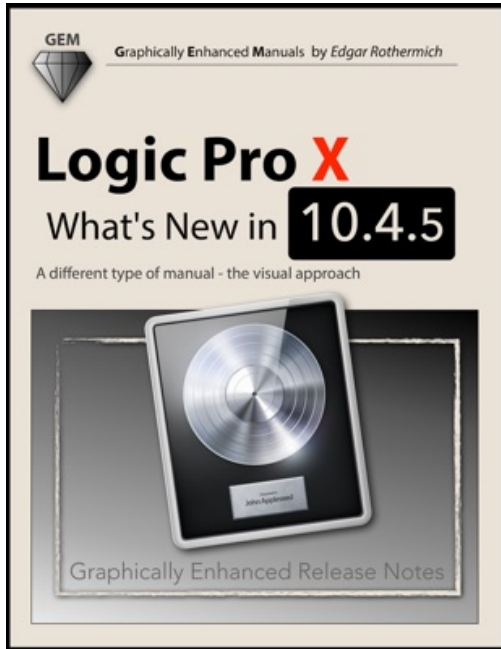 GEM
Graphically Enhanced Manuals by Edgar Rothermich
Logic Pro X
What's New in 10.4.5
A different type of manual - the visual approach
John Appleseed
Graphically Enhanced Release Notes